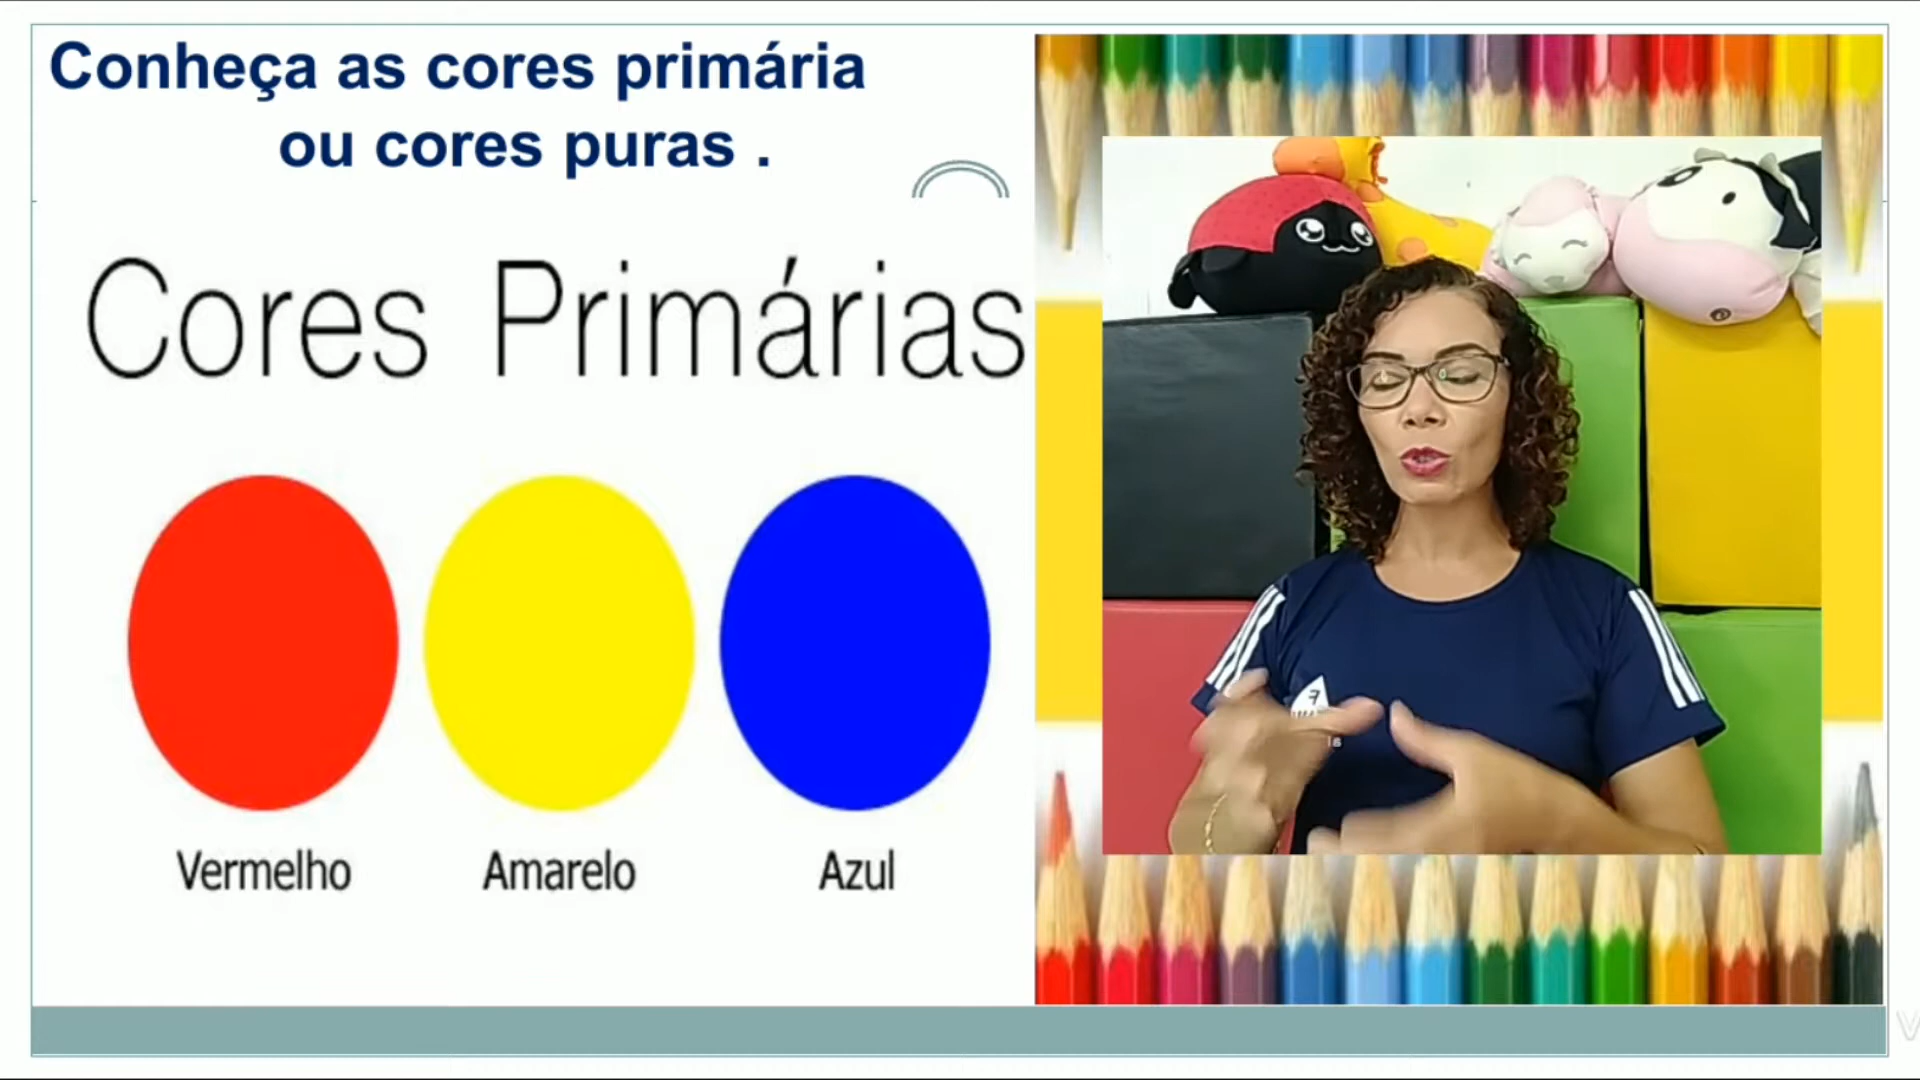 Conheça as cores primária
ou cores puras .
Cores Primárias
Vermelho Amarelo Azul